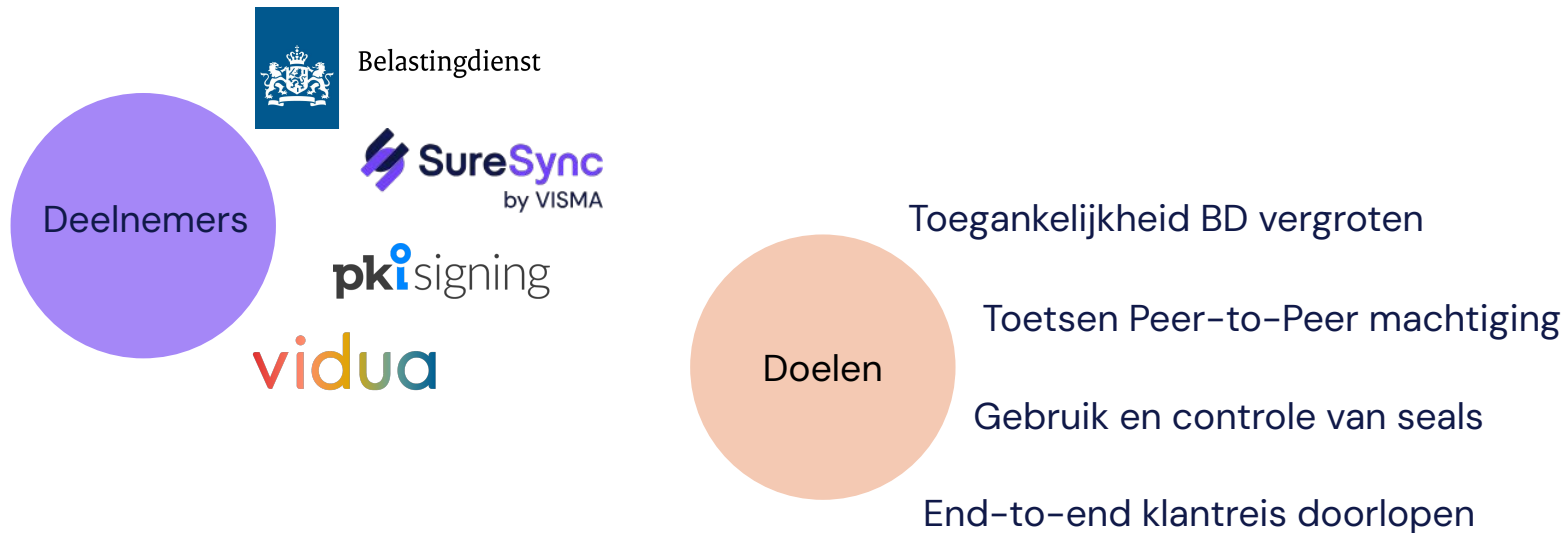 Belastingdienst
SureSync
by VISMA
Deelnemers
pkisigning
vidua
Toegankelijkheid BD vergroten
Toetsen Peer-to-Peer machtiging
Doelen
Gebruik en controle van seals
End-to-end klantreis doorlopen